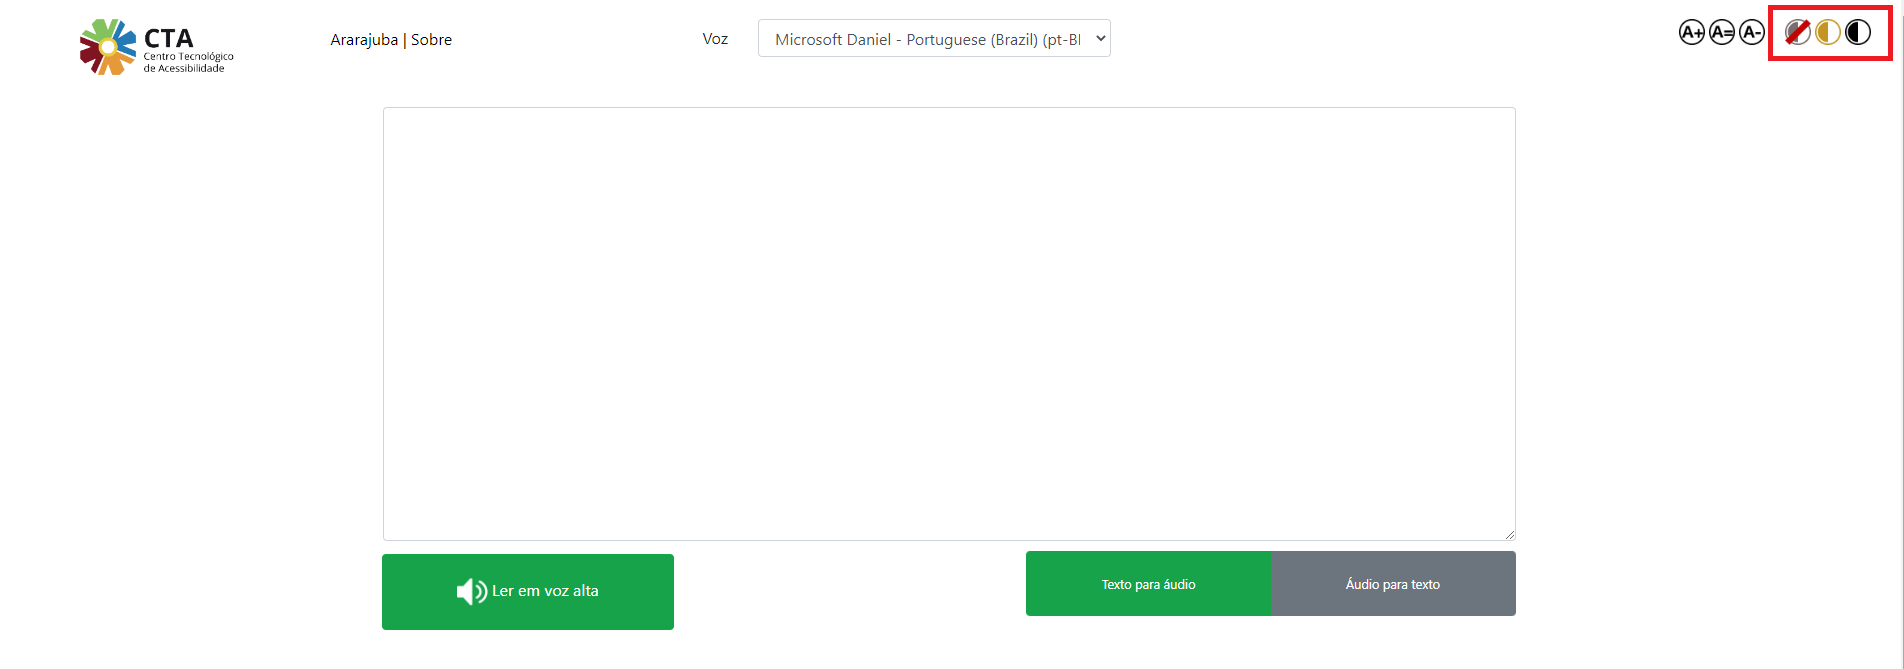 CTA
Centro Tecnológico
de Acessibilidade
Ararajuba | Sobre
Voz
Microsoft Daniel - Portuguese (Brazil) (pt-BI
A+ A= A-
Ler em voz alta
Texto para áudio
Áudio para texto